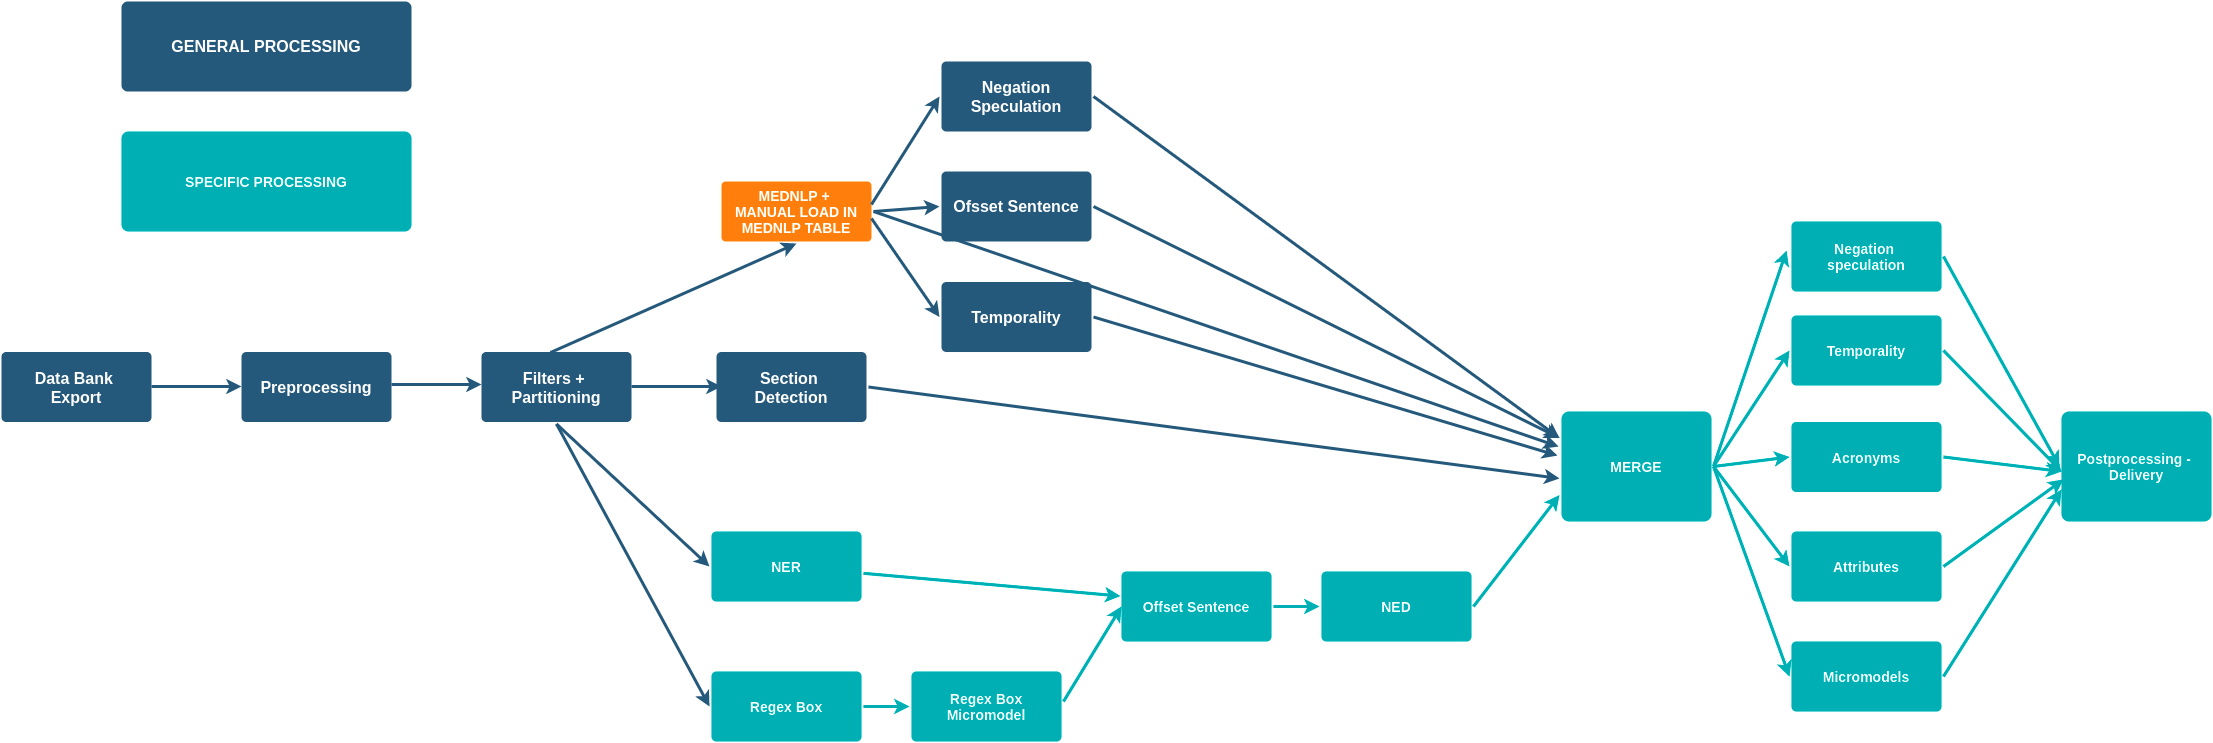 GENERAL PROCESSING
SPECIFIC PROCESSING
Data Bank
Export
Preprocessing
Filters +
Partitioning
MEDNLP +
MANUAL LOAD IN
MEDNLP TABLE
Section
Detection
NER
Regex Box
Negation
Speculation
Ofsset Sentence
Temporality
Regex Box
Micromodel
Offset Sentence
NED
MERGE
Negation
speculation
Temporality
Acronyms
Attributes
Micromodels
Postprocessing -
Delivery